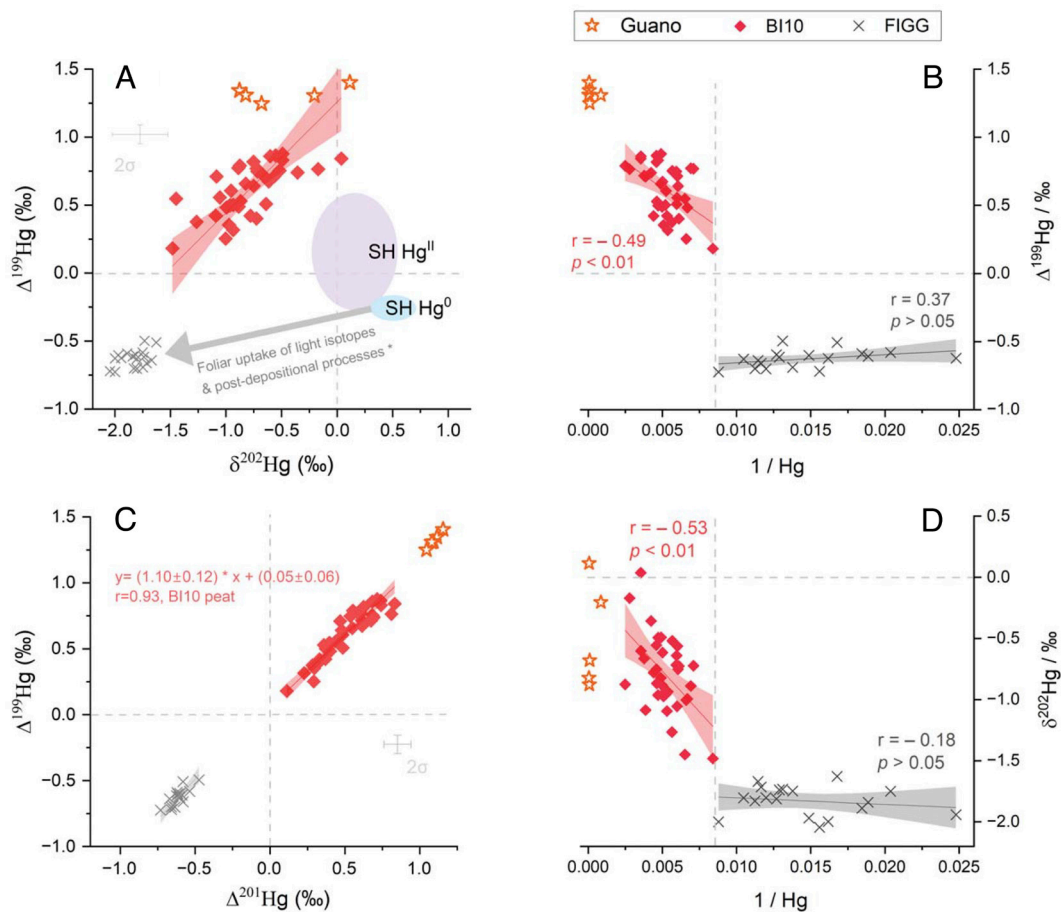 Guano BI10 FIGG
A
1.5
1.0
0.5
0.0
−0.5
−1.0
Δ199Hg (‰)
2σ
SH HgII
SH Hg0
Foliar uptake of light isotopes
& post-depositional processes *
−2.0 −1.5 −1.0 −0.5 0.0 0.5 1.0
δ202Hg (‰)
B
1.5
1.0
0.5
0.0
−0.5
−1.0
Δ199Hg / ‰
r = − 0.49
p < 0.01
r = 0.37
p > 0.05
0.000 0.005 0.010 0.015 0.020 0.025
1 / Hg
C
1.5
1.0
0.5
0.0
−0.5
−1.0
Δ199Hg (‰)
y= (1.10±0.12) * x + (0.05±0.06)
r=0.93, BI10 peat
2σ
−1.0 −0.5 0.0 0.5 1.0
Δ201Hg (‰)
D
0.5
0.0
−0.5
−1.0
−1.5
−2.0
δ202Hg / ‰
r = − 0.53
p < 0.01
r = − 0.18
p > 0.05
0.000 0.005 0.010 0.015 0.020 0.025
1 / Hg